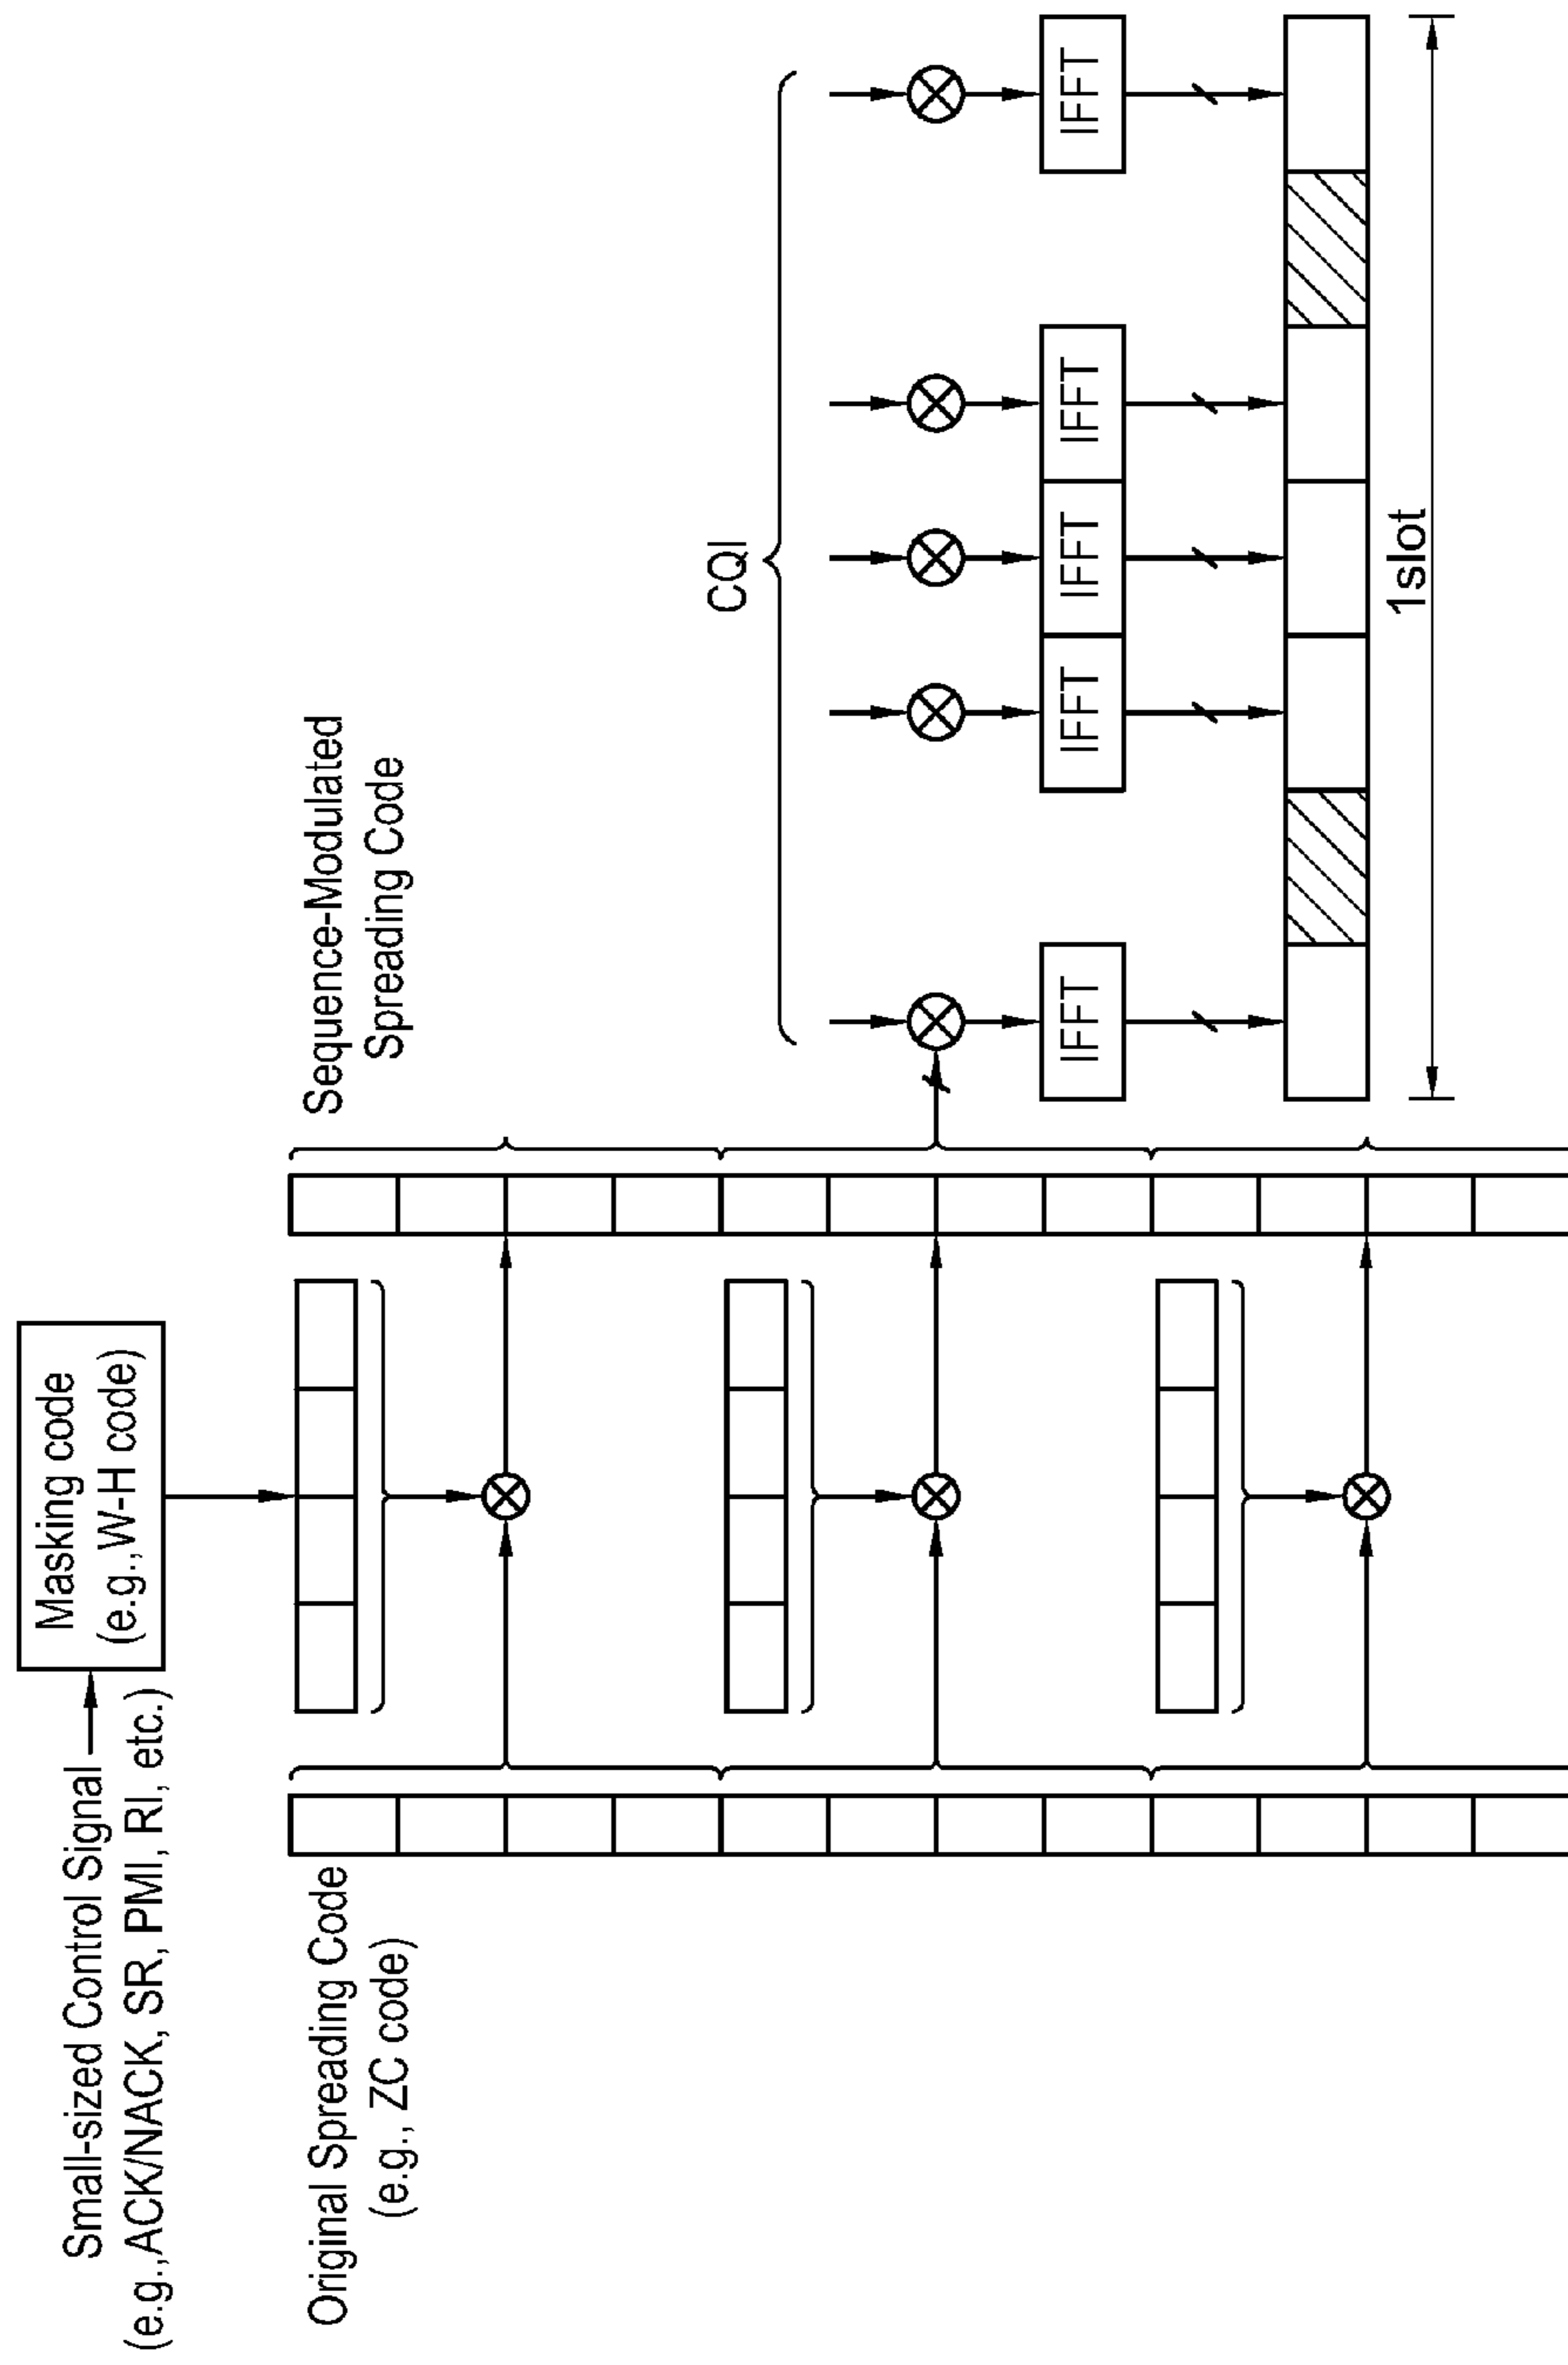 Small-sized Control Signal
(e.g.,ACK/NACK, SR, PMI, RI, etc.)
Masking code
(e.g.,W-H code)
Original Spreading Code
(e.g., ZC code)
Sequence-Modulated
Spreading Code
CQI
IFFT
IFFT
IFFT
IFFT
IFFT
1slot